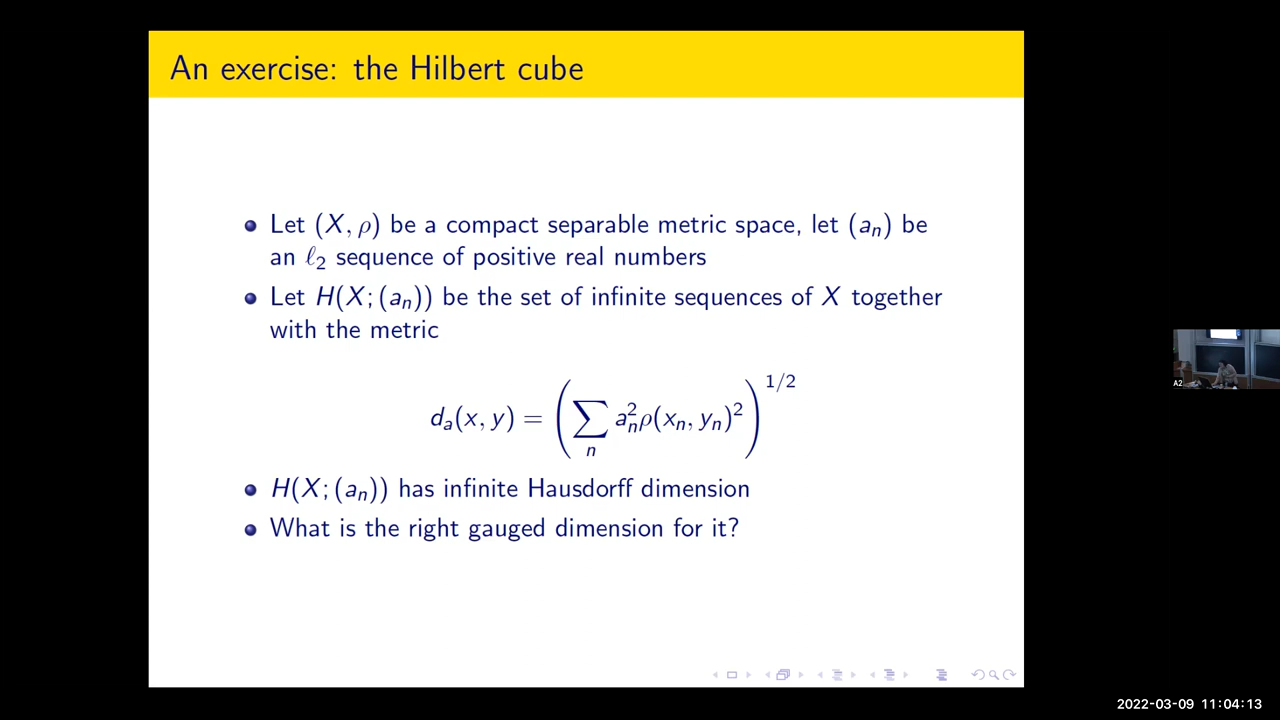 An exercise: the Hilbert cube
Let (X, ρ) be a compact separable metric space, let (aₙ) be
an ℓ₂ sequence of positive real numbers
Let H(X; (aₙ)) be the set of infinite sequences of X together
with the metric
dₐ(x, y) = (∑ₙ aₙ² ρ(xₙ, yₙ)²)^{1/2}
H(X; (aₙ)) has infinite Hausdorff dimension
What is the right gauged dimension for it?
A2
2022-03-09 11:04:13